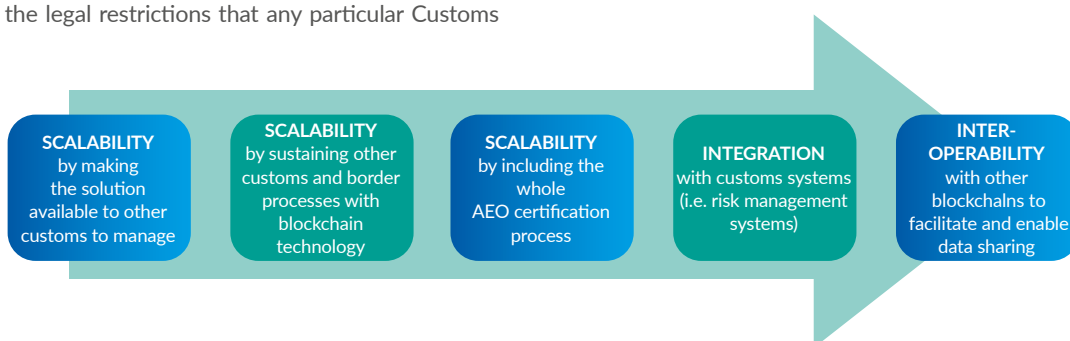 the legal restrictions that any particular Customs
SCALABILITY
by making
the solution
available to other
customs to manage
SCALABILITY
by sustaining other
customs and border
processes with
blockchain
technology
SCALABILITY
by including the
whole
AEO certification
process
INTEGRATION
with customs systems
(i.e. risk management
systems)
INTER-
OPERABILITY
with other
blockchalns to
facilitate and enable
data sharing